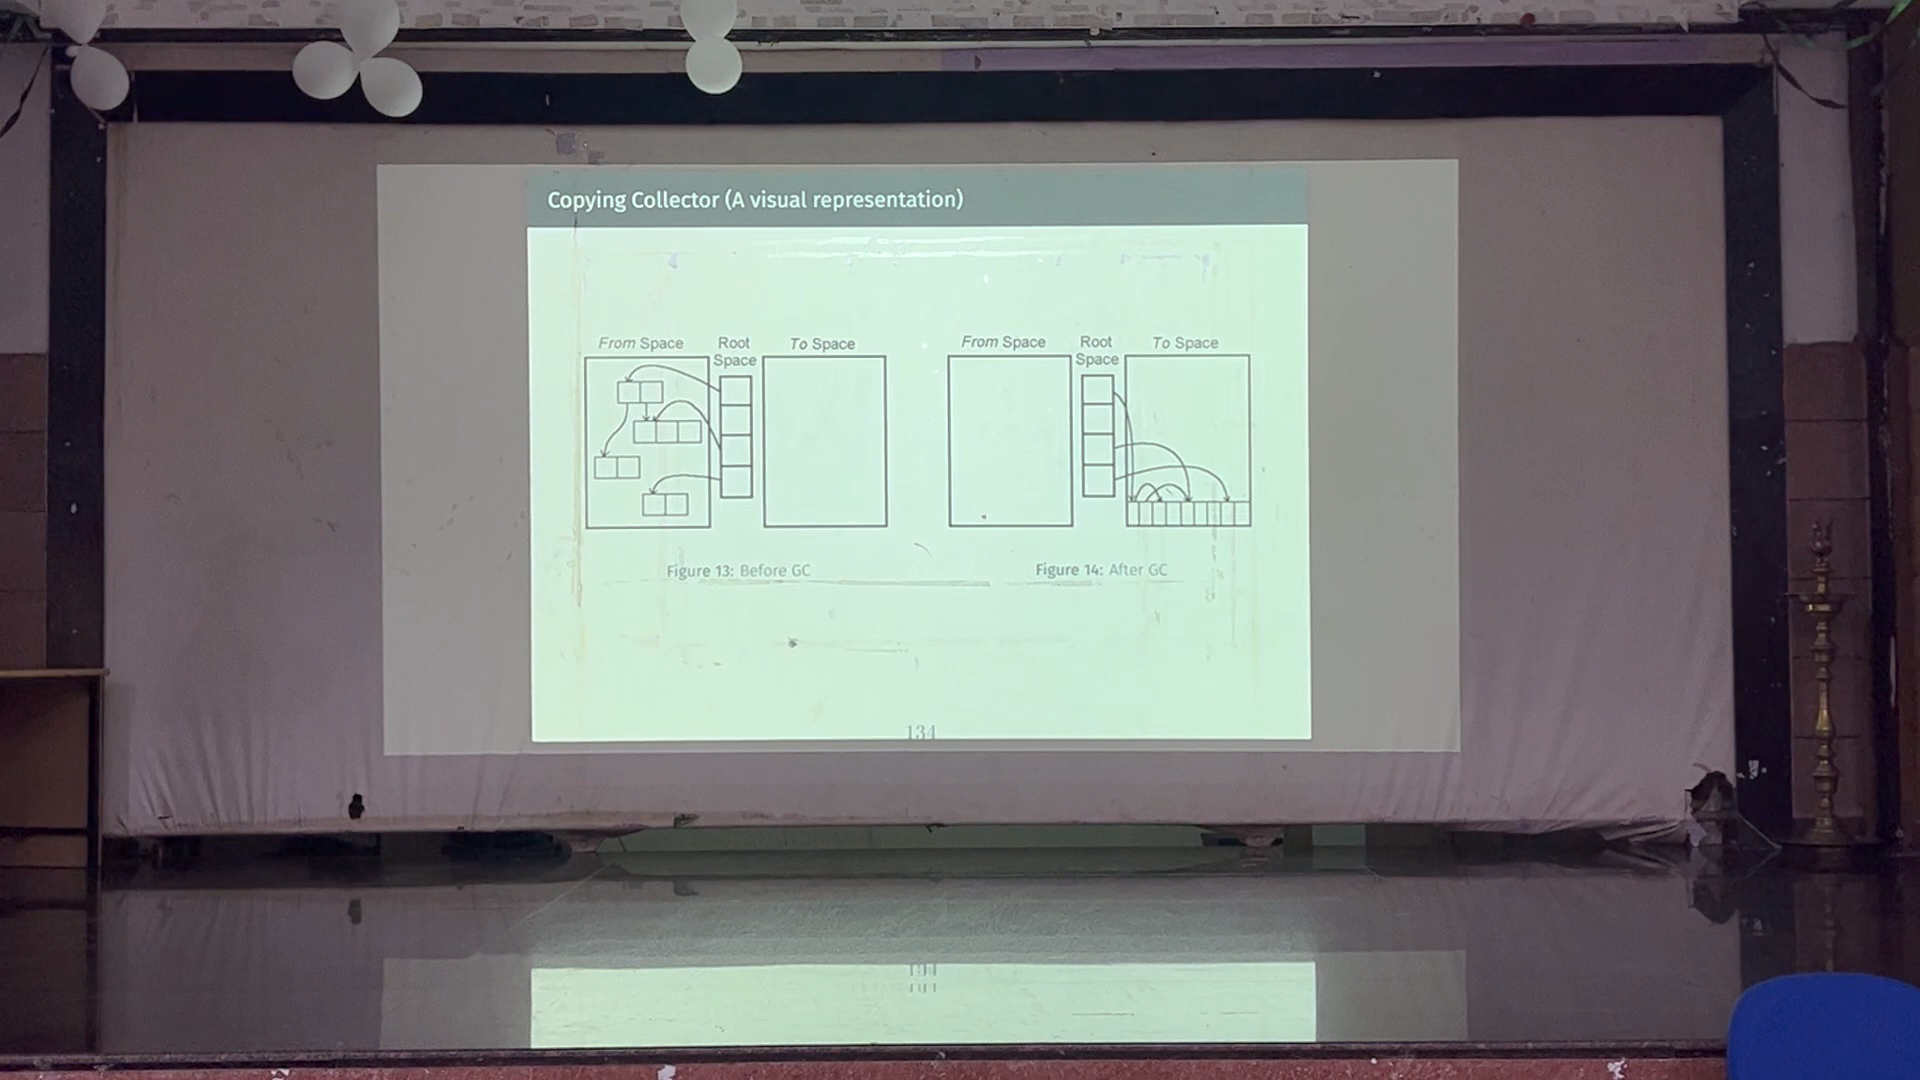 Copying Collector (A visual representation)
From Space
Root
Space
To Space
From Space
Root
Space
To Space
Figure 13: Before GC
Figure 14: After GC
134